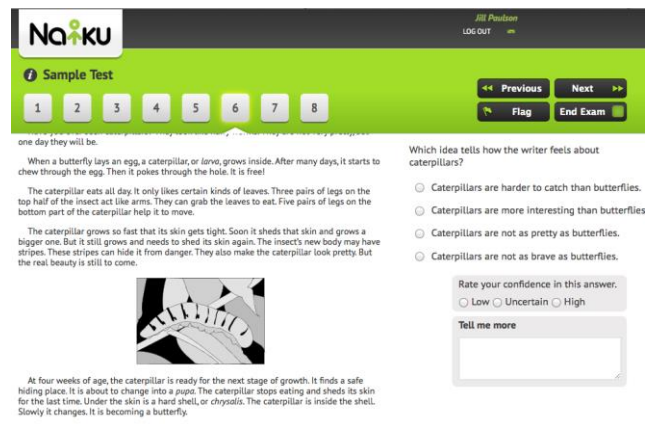 Naiku
Jill Paulson
LOG OUT
Sample Test
Previous
Next
Flag
End Exam
1 2 3 4 5 6 7 8
one day they will be.
When a butterfly lays an egg, a caterpillar, or larva, grows inside. After many days, it starts to
chew through the egg. Then it pokes through the hole. It is free!
The caterpillar eats all day. It only likes certain kinds of leaves. Three pairs of legs on the
top half of the insect act like arms. They can grab the leaves to eat. Five pairs of legs on the
bottom part of the caterpillar help it to move.
The caterpillar grows so fast that its skin gets tight. Soon it sheds that skin and grows a
bigger one. But it still grows and needs to shed its skin again. The insect's new body may have
stripes. These stripes can hide it from danger. They also make the caterpillar look pretty. But
the real beauty is still to come.
At four weeks of age, the caterpillar is ready for the next stage of growth. It finds a safe
hiding place. It is about to change into a pupa. The caterpillar stops eating and sheds its skin
for the last time. Under the skin is a hard shell, or chrysalis. The caterpillar is inside the shell.
Slowly it changes. It is becoming a butterfly.
Which idea tells how the writer feels about
caterpillars?
Caterpillars are harder to catch than butterflies.
Caterpillars are more interesting than butterflies
Caterpillars are not as pretty as butterflies.
Caterpillars are not as brave as butterflies.
Rate your confidence in this answer.
Low Uncertain High
Tell me more